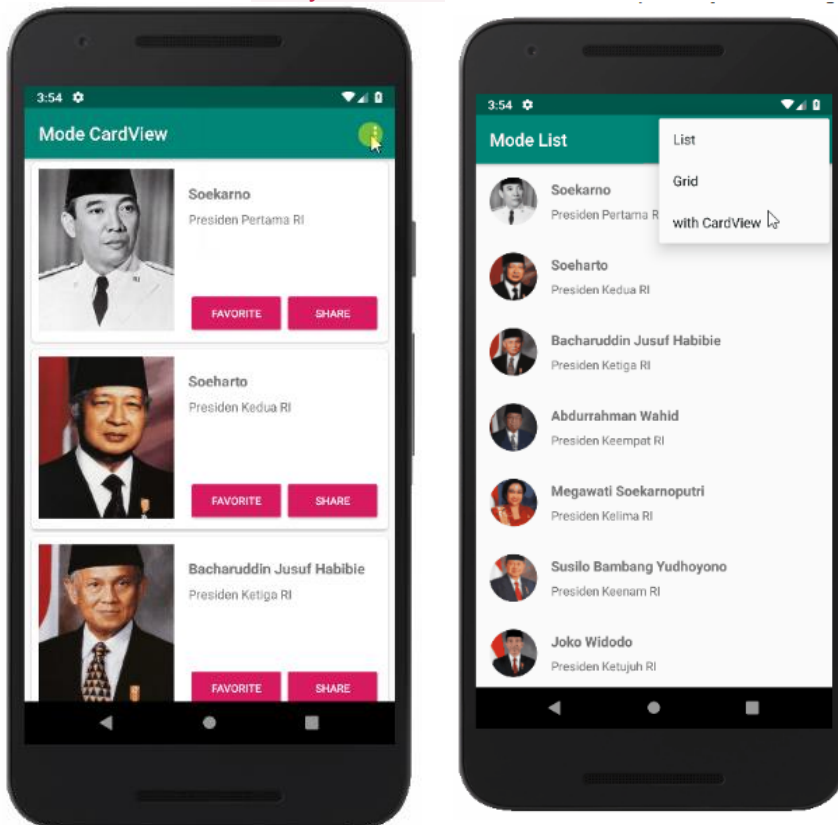 3:54
Mode CardView
Soekarno
Presiden Pertama RI
FAVORITE SHARE
Soeharto
Presiden Kedua RI
FAVORITE SHARE
Bacharuddin Jusuf Habibie
Presiden Ketiga RI
FAVORITE SHARE
3:54
Mode List
List
Grid
with CardView
Soekarno
Presiden Pertama R
Soeharto
Presiden Kedua RI
Bacharuddin Jusuf Habibie
Presiden Ketiga RI
Abdurrahman Wahid
Presiden Keempat RI
Megawati Soekarnoputri
Presiden Kelima RI
Susilo Bambang Yudhoyono
Presiden Keenam RI
Joko Widodo
Presiden Ketujuh RI